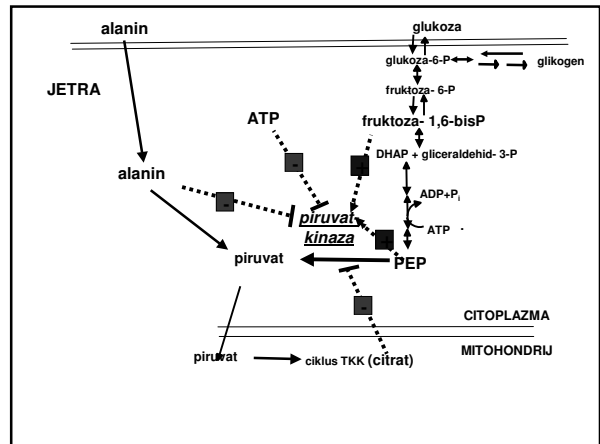 alanin
glukoza
glukoza-6-P
glikogen
JETRA
fruktoza- 6-P
ATP
fruktoza- 1,6-bisP
-
+
DHAP + gliceraldehid- 3-P
alanin
-
ADP+Pi
piruvat
kinaza
+
ATP .
piruvat
PEP
-
CITOPLAZMA
MITOHONDRIJ
piruvat
ciklus TKK (citrat)